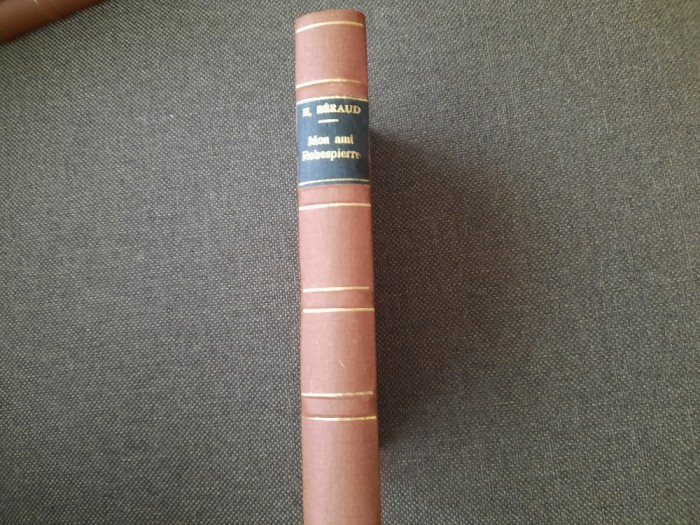 H. BÉRAUD
Mon ami
Robespierre